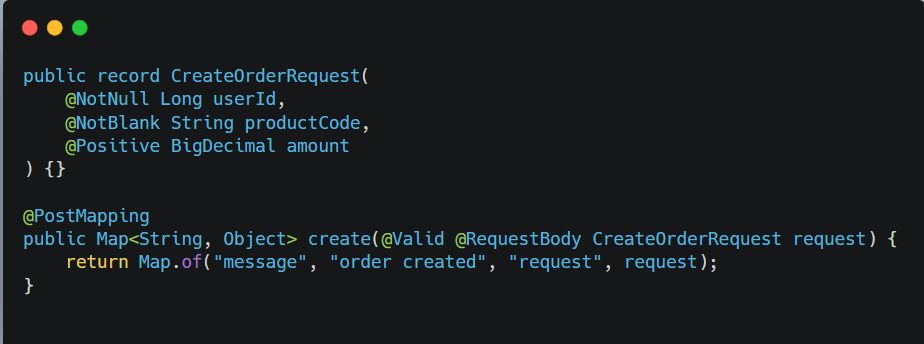 public record CreateOrderRequest(
    @NotNull Long userId,
    @NotBlank String productCode,
    @Positive BigDecimal amount
) {}

@PostMapping
public Map<String, Object> create(@Valid @RequestBody CreateOrderRequest request) {
    return Map.of("message", "order created", "request", request);
}